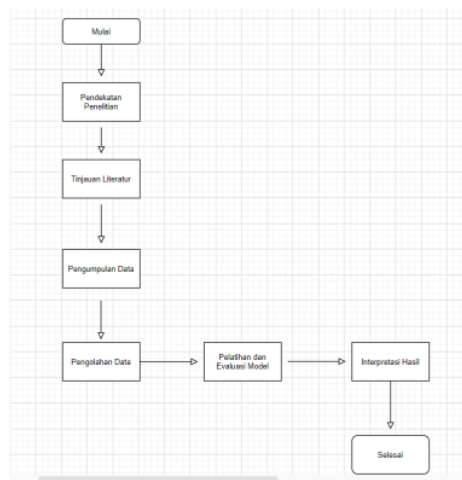 Mulai
Pendekatan
Penelitian
Tinjauan Literatur
Pengumpulan Data
Pengolahan Data
Pelatihan dan
Evaluasi Model
Interpretasi Hasil
Selesai